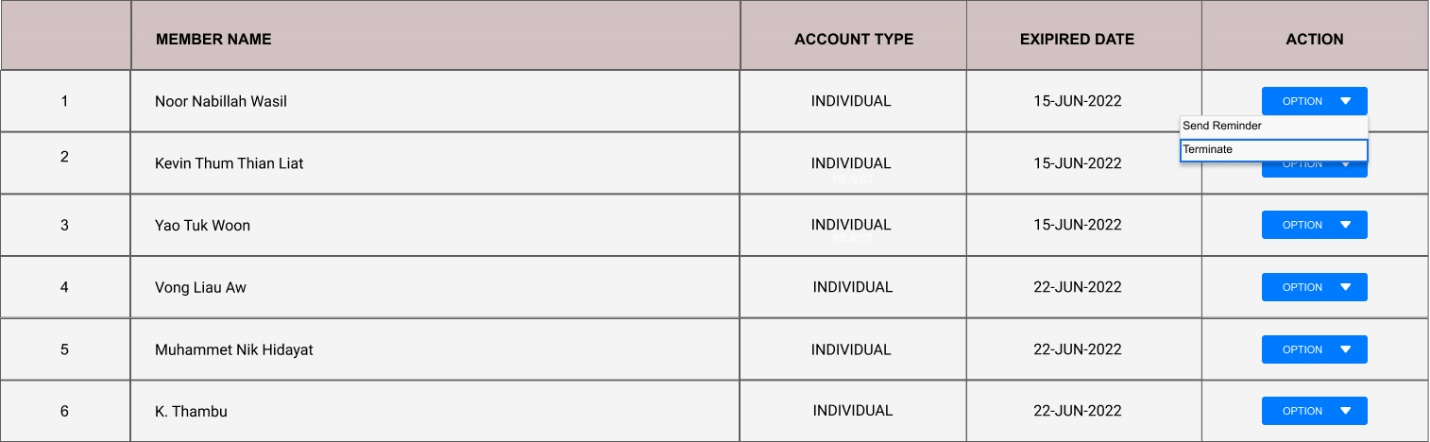 MEMBER NAME ACCOUNT TYPE EXIPIRED DATE ACTION
1 Noor Nabillah Wasil INDIVIDUAL 15-JUN-2022 OPTION
Send Reminder
Terminate
2 Kevin Thum Thian Liat INDIVIDUAL 15-JUN-2022 OPTION
REJECT
3 Yao Tuk Woon INDIVIDUAL 15-JUN-2022 OPTION
REJECT
4 Vong Liau Aw INDIVIDUAL 22-JUN-2022 OPTION
5 Muhammet Nik Hidayat INDIVIDUAL 22-JUN-2022 OPTION
6 K. Thambu INDIVIDUAL 22-JUN-2022 OPTION